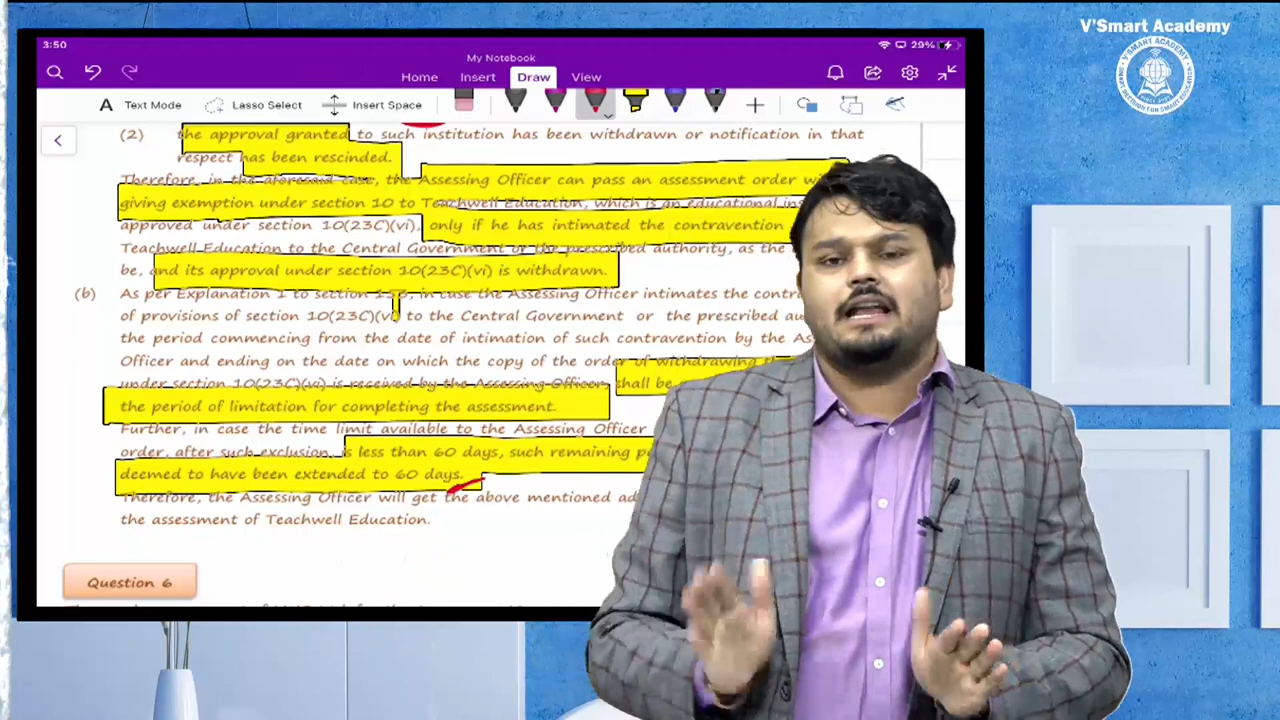 V'Smart Academy
3:50
29%
My Notebook
Home Insert Draw View
Text Mode Lasso Select Insert Space
(2) the approval granted to such institution has been withdrawn or notification in that
respect has been rescinded.
Therefore, in the aforesaid case, the Assessing Officer can pass an assessment order
giving exemption under section 10 to Teachwell Education, which is an educational
approved under section 10(23C)(vi), only if he has intimated the contravention
Teachwell Education to the Central Government or the prescribed authority, as the
be, and its approval under section 10(23C)(vi) is withdrawn.
(b) As per Explanation 1 to section in case the Assessing Officer intimates the
of provisions of section to the Central Government or the prescribed
the period commencing from the date of intimation of such contravention by the
Officer and ending on the date on which the copy of the order of withdrawing
under section 10(23C)(vi) is received by the Assessing Officer, shall be
the period of limitation for completing the assessment.
Further, in case the time limit available to the Assessing Officer
order, after such exclusion, is less than 60 days, such remaining
deemed to have been extended to 60 days.
Therefore, the Assessing Officer will get the above mentioned
the assessment of Teachwell Education.
Question 6